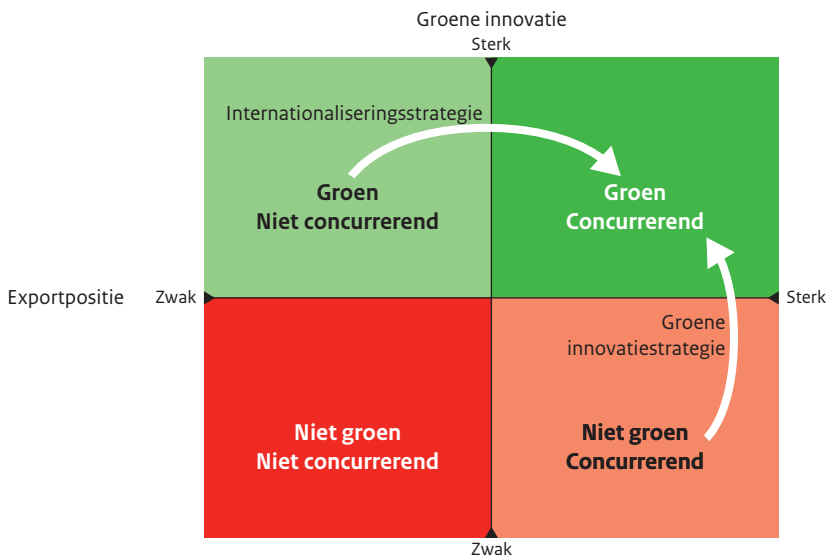 Groene innovatie
Sterk
Internationaliseringsstrategie
Groen
Niet concurrerend
Groen
Concurrerend
Exportpositie
Zwak
Sterk
Groene
innovatiestrategie
Niet groen
Niet concurrerend
Niet groen
Concurrerend
Zwak